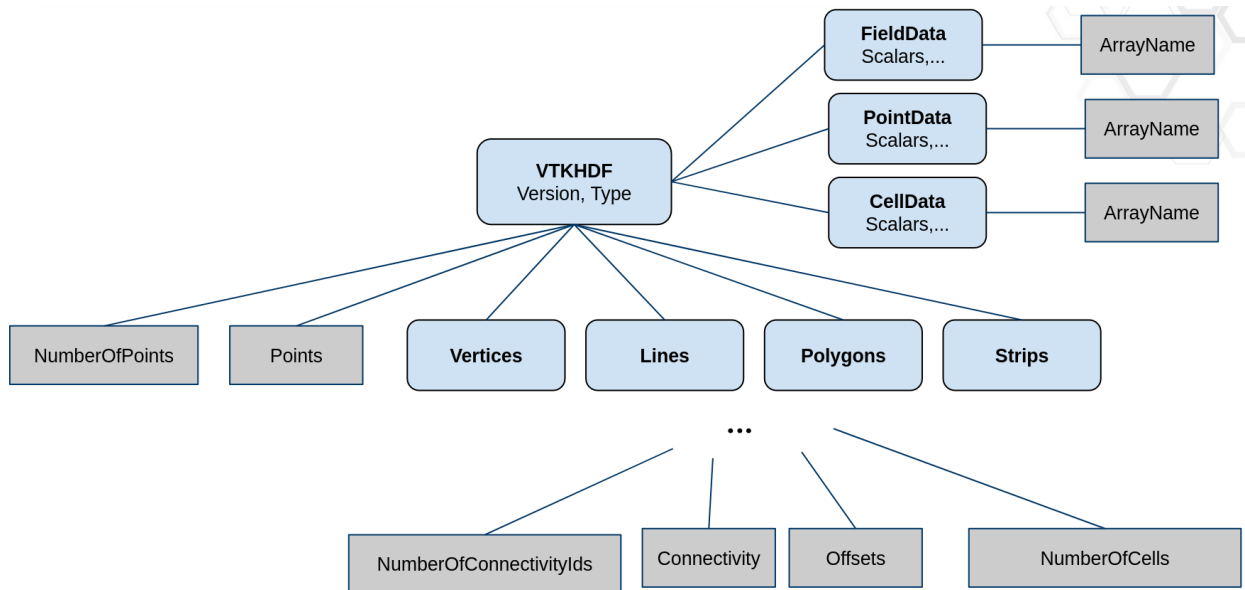 FieldData
Scalars,...
ArrayName
PointData
Scalars,...
ArrayName
VTKHDF
Version, Type
CellData
Scalars,...
ArrayName
NumberOfPoints
Points
Vertices
Lines
Polygons
Strips
...
NumberOfConnectivityIds
Connectivity
Offsets
NumberOfCells